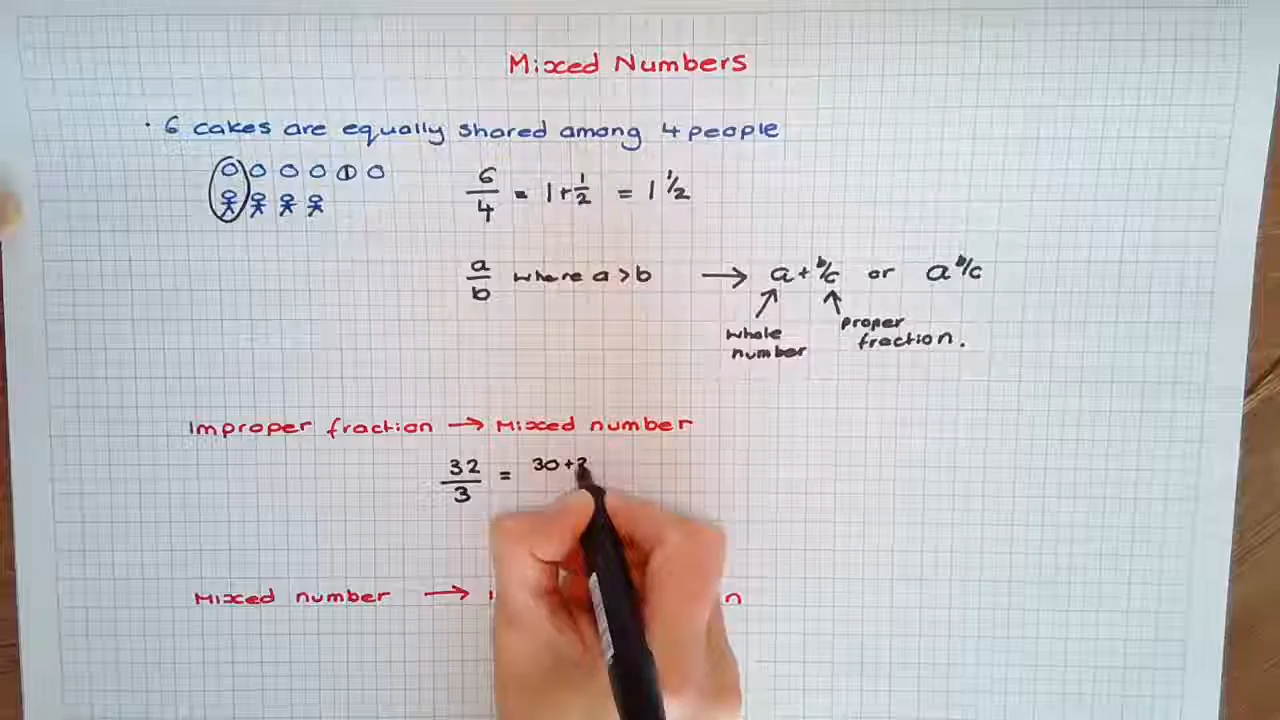 Mixed Numbers
· 6 cakes are equally shared among 4 people
6/4 = 1+1/2 = 1 1/2
a/b where a > b → a + b/c or a b/c
whole number
proper fraction.
Improper fraction → Mixed number
32/3 = 30 +
Mixed number →